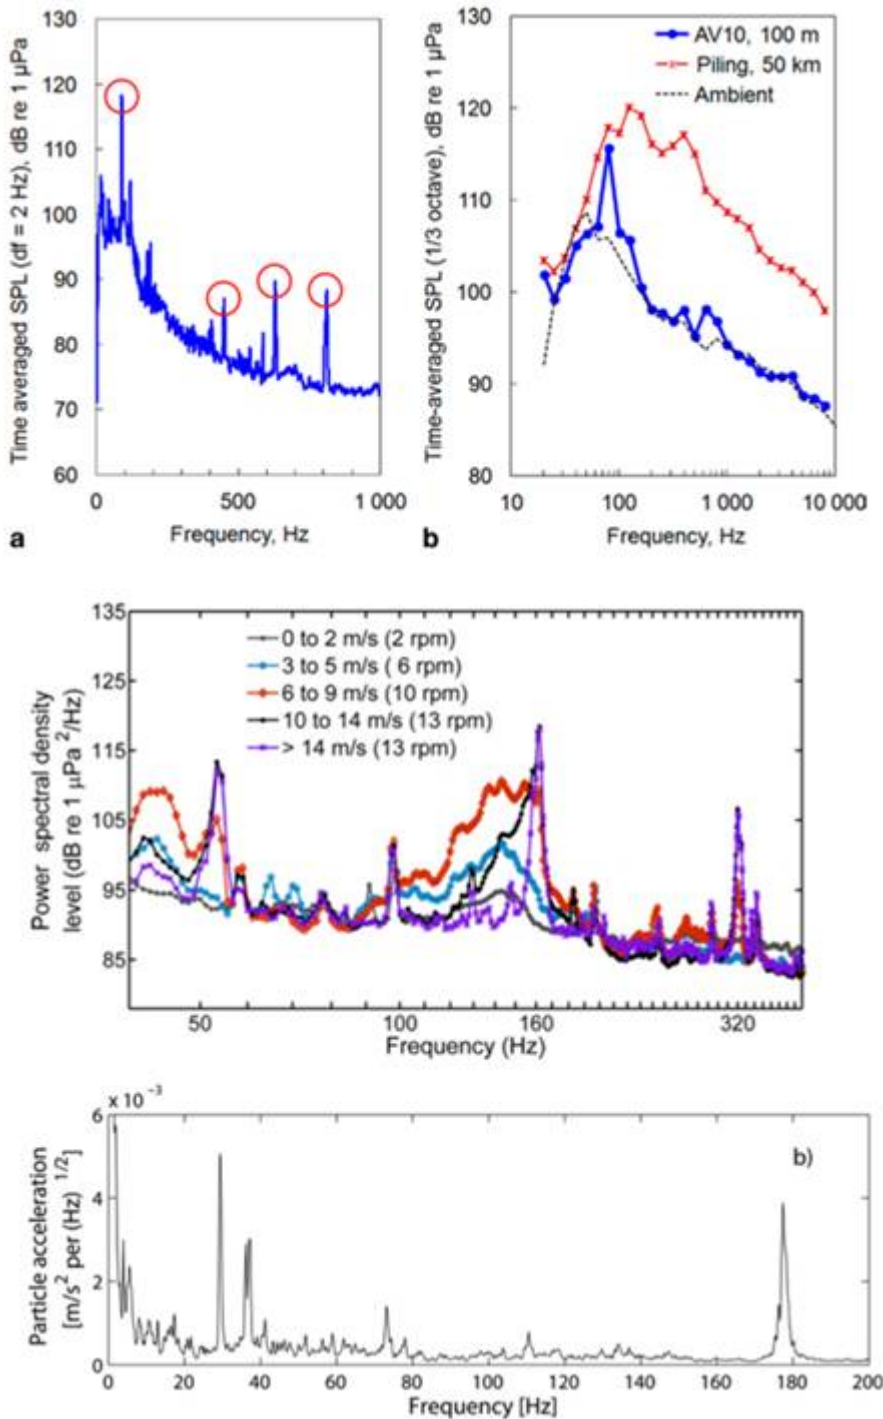 130
120
110
100
90
80
70
60
Time averaged SPL (df = 2 Hz), dB re 1 µPa
0 500 1 000
Frequency, Hz
a
130
120
110
100
90
80
Time-averaged SPL (1/3 octave), dB re 1 µPa
AV10, 100 m
Piling, 50 km
Ambient
10 100 1 000 10 000
Frequency, Hz
b
135
125
115
105
95
85
Power spectral density
level (dB re 1 µPa ²/Hz)
0 to 2 m/s (2 rpm)
3 to 5 m/s ( 6 rpm)
6 to 9 m/s (10 rpm)
10 to 14 m/s (13 rpm)
> 14 m/s (13 rpm)
50 100 160 320
Frequency (Hz)
x 10 ⁻³
6
4
2
0
Particle acceleration
[m/s² per (Hz) ¹ᐟ²]
b)
0 20 40 60 80 100 120 140 160 180 200
Frequency [Hz]